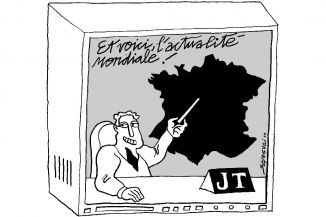 Et voici, l'actualité
mondiale !
JT